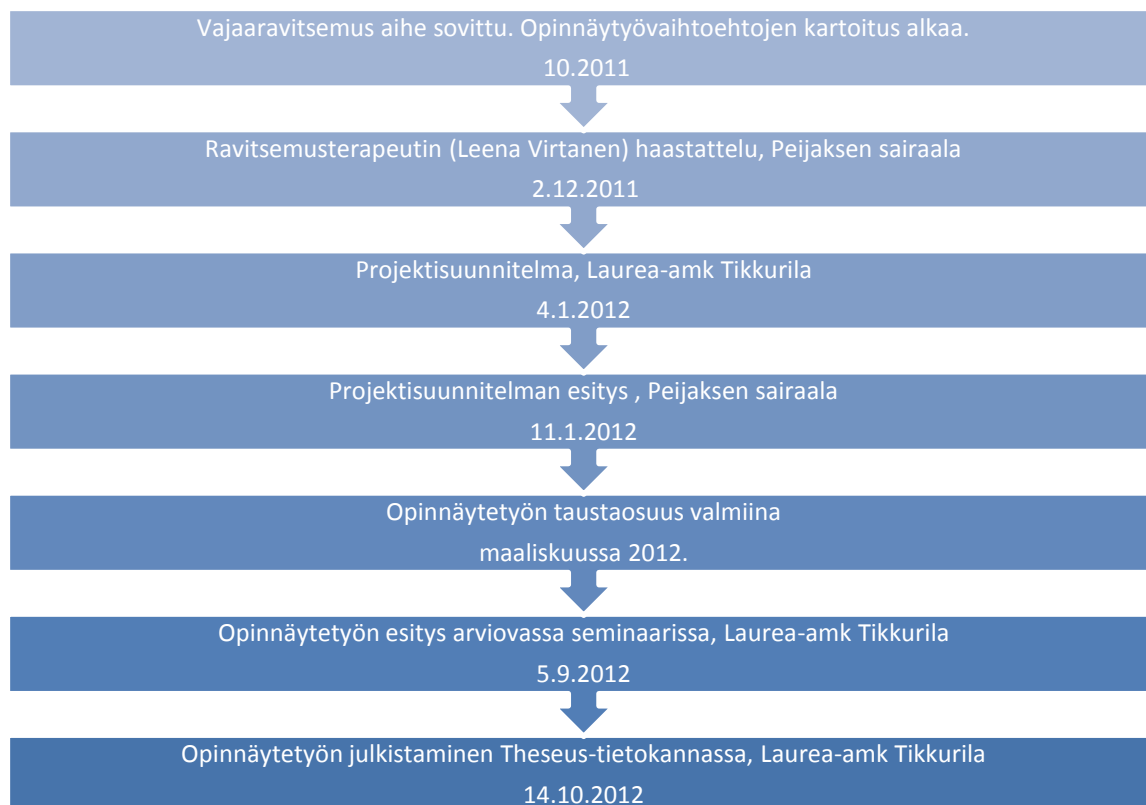 Vajaaravitsemus aihe sovittu. Opinnäytyövaihtoehtojen kartoitus alkaa.
10.2011
Ravitsemusterapeutin (Leena Virtanen) haastattelu, Peijaksen sairaala
2.12.2011
Projektisuunnitelma, Laurea-amk Tikkurila
4.1.2012
Projektisuunnitelman esitys , Peijaksen sairaala
11.1.2012
Opinnäytetyön taustaosuus valmiina
maaliskuussa 2012.
Opinnäytetyön esitys arviovassa seminaarissa, Laurea-amk Tikkurila
5.9.2012
Opinnäytetyön julkistaminen Theseus-tietokannassa, Laurea-amk Tikkurila
14.10.2012